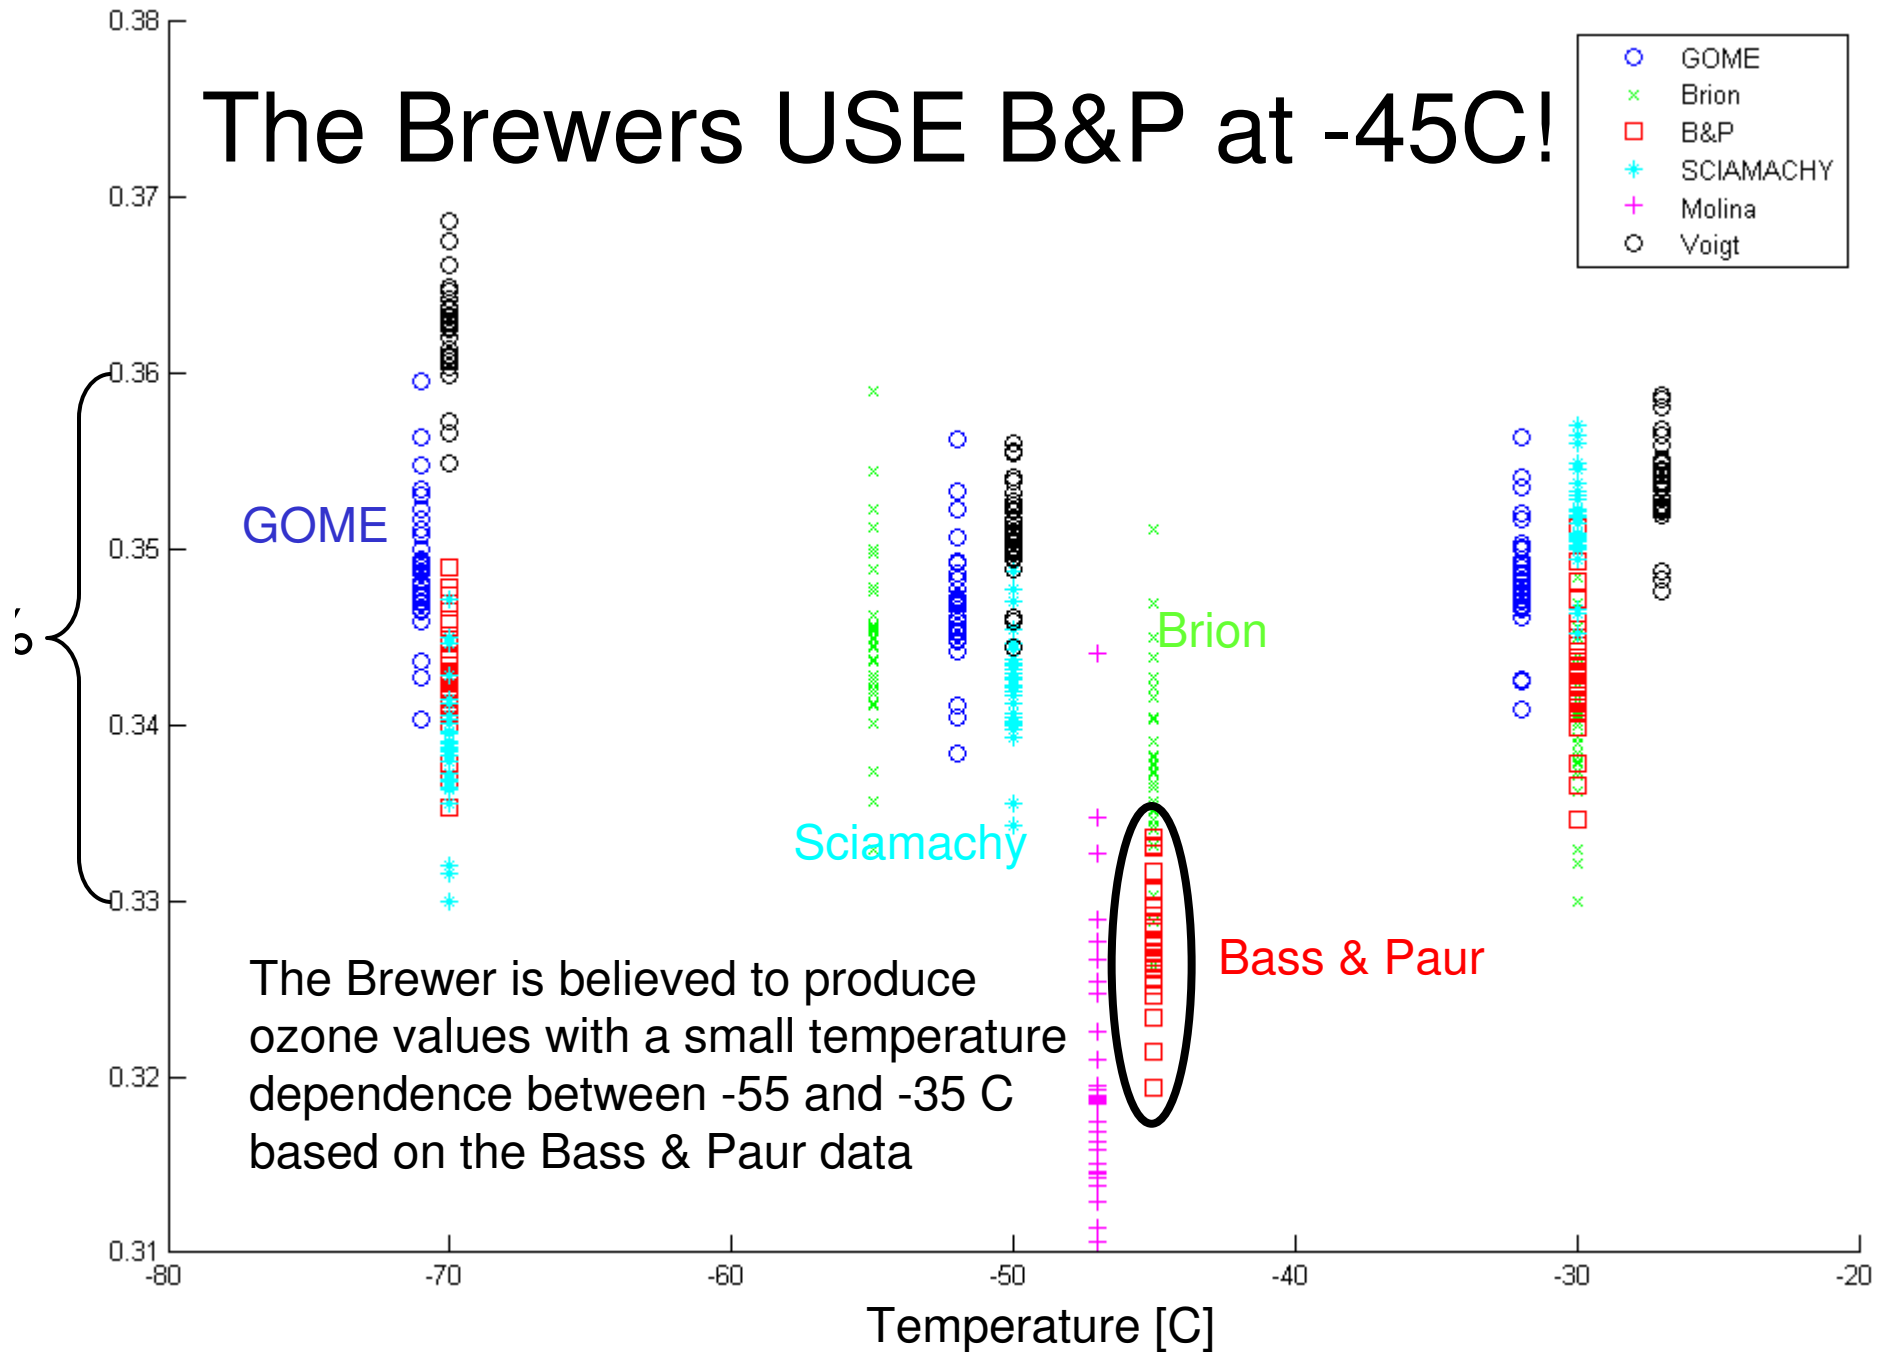 The Brewers USE B&P at -45C!
GOME
Brion
B&P
SCIAMACHY
Molina
Voigt
0.38
0.37
0.36
0.35
0.34
0.33
0.32
0.31
GOME
Brion
Sciamachy
Bass & Paur
The Brewer is believed to produce
ozone values with a small temperature
dependence between -55 and -35 C
based on the Bass & Paur data
-80
-70
-60
-50
-40
-30
-20
Temperature [C]